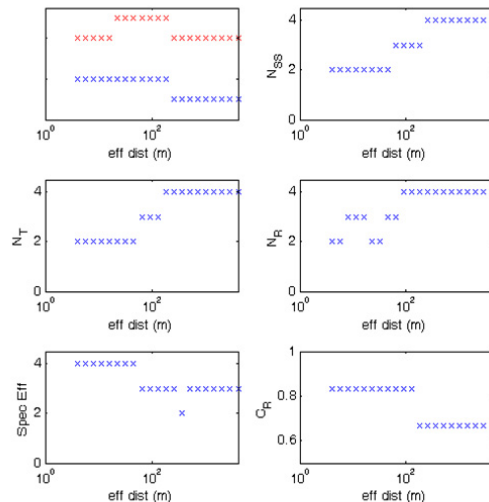 10^0 10^2
eff dist (m)
4
2
0
N_SS
10^0 10^2
eff dist (m)
4
2
0
N_T
10^0 10^2
eff dist (m)
4
2
0
N_R
10^0 10^2
eff dist (m)
4
2
0
Spec Eff
10^0 10^2
eff dist (m)
1
0.8
0.6
C_R
10^0 10^2
eff dist (m)